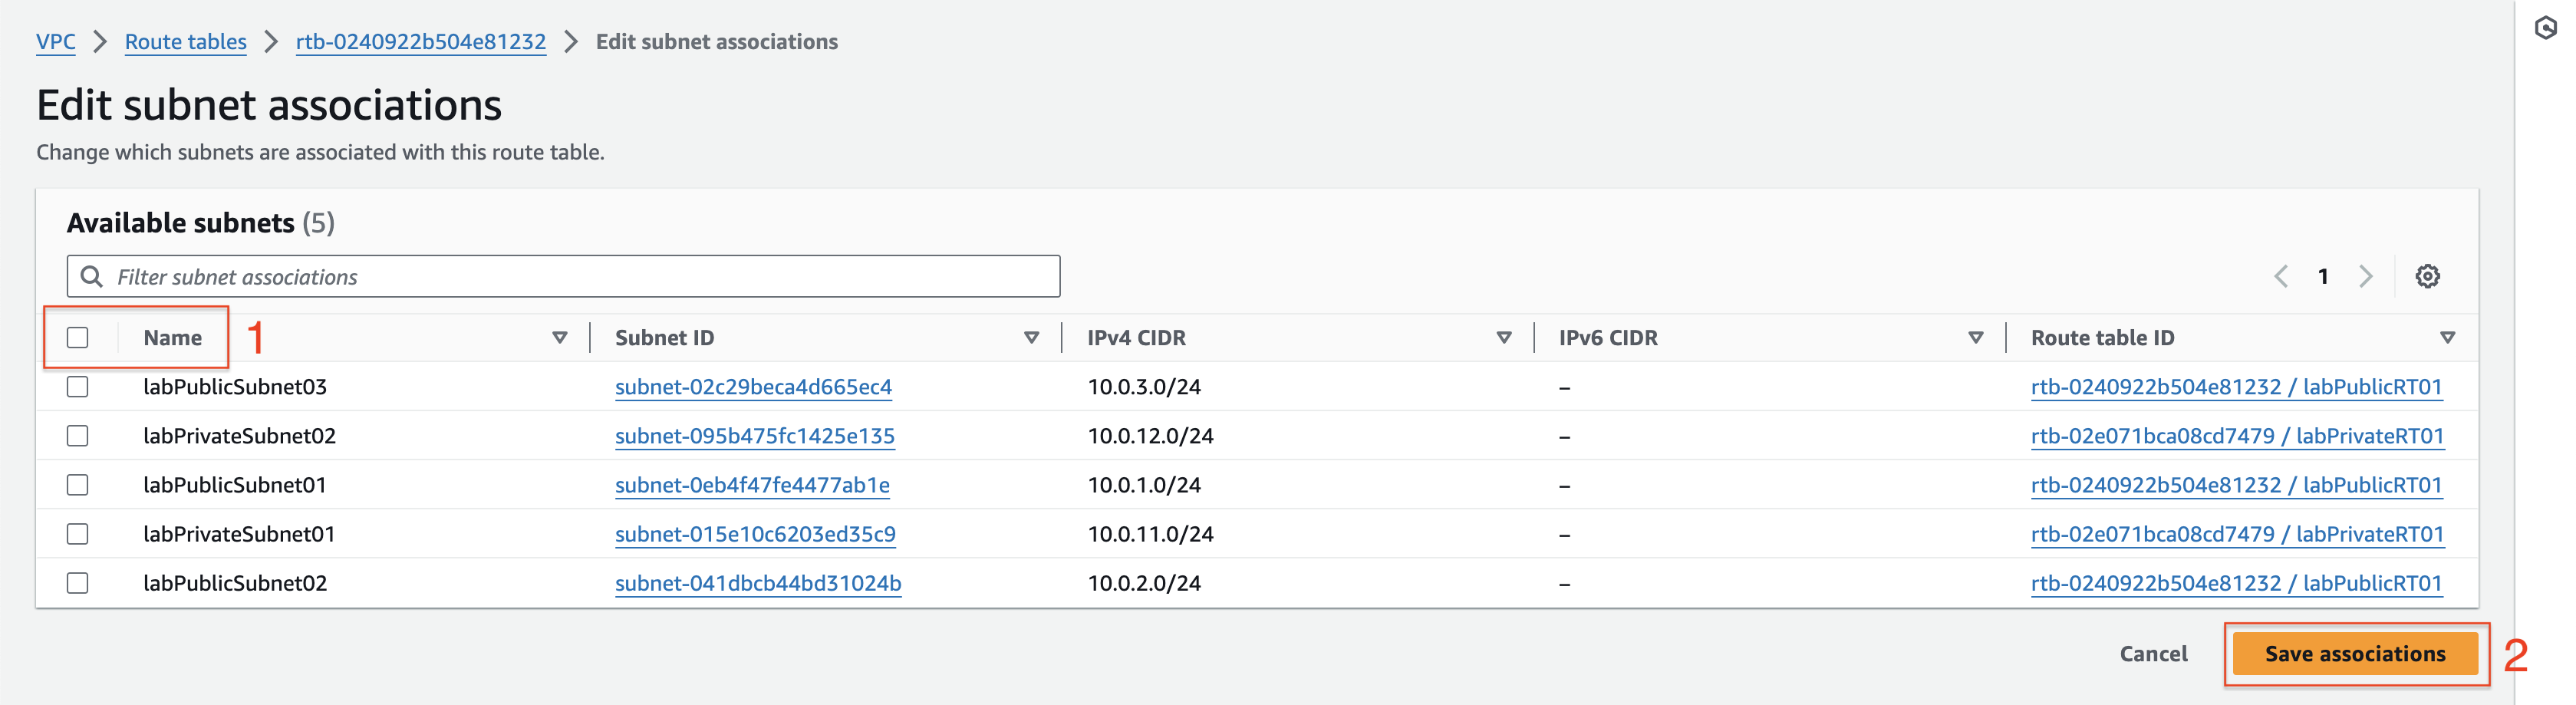 VPC > Route tables > rtb-0240922b504e81232 > Edit subnet associations
Edit subnet associations
Change which subnets are associated with this route table.
Available subnets (5)
Filter subnet associations
1
Name 1 Subnet ID IPv4 CIDR IPv6 CIDR Route table ID
labPublicSubnet03 subnet-02c29beca4d665ec4 10.0.3.0/24 – rtb-0240922b504e81232 / labPublicRT01
labPrivateSubnet02 subnet-095b475fc1425e135 10.0.12.0/24 – rtb-02e071bca08cd7479 / labPrivateRT01
labPublicSubnet01 subnet-0eb4f47fe4477ab1e 10.0.1.0/24 – rtb-0240922b504e81232 / labPublicRT01
labPrivateSubnet01 subnet-015e10c6203ed35c9 10.0.11.0/24 – rtb-02e071bca08cd7479 / labPrivateRT01
labPublicSubnet02 subnet-041dbcb44bd31024b 10.0.2.0/24 – rtb-0240922b504e81232 / labPublicRT01
Cancel Save associations 2